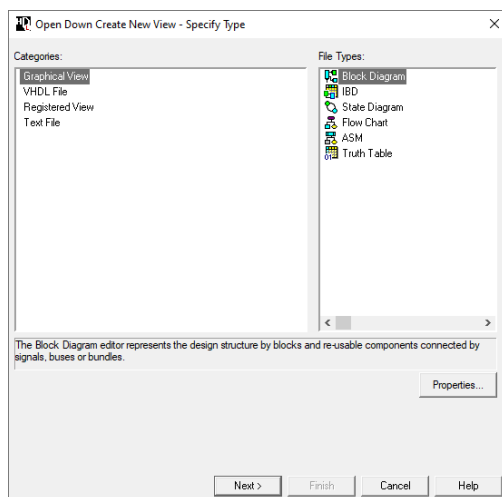 Open Down Create New View - Specify Type
Categories:
Graphical View
VHDL File
Registered View
Text File
File Types:
Block Diagram
IBD
State Diagram
Flow Chart
ASM
Truth Table
The Block Diagram editor represents the design structure by blocks and re-usable components connected by
signals, buses or bundles.
Properties...
Next >
Finish
Cancel
Help